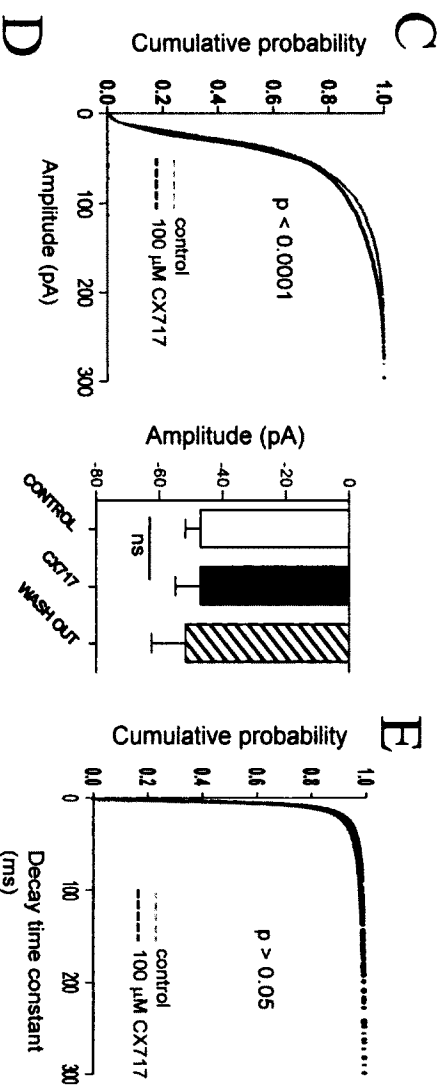 C
Cumulative probability
1.0
0.8
0.6
0.4
0.2
0.0
0
100
200
300
Amplitude (pA)
p < 0.0001
control
100 µM CX717
D
Amplitude (pA)
0
-20
-40
-60
-80
ns
CONTROL
CX717
WASH OUT
E
Cumulative probability
1.0
0.8
0.6
0.4
0.2
0.0
0
100
200
300
Decay time constant
(ms)
p > 0.05
control
100 µM CX717